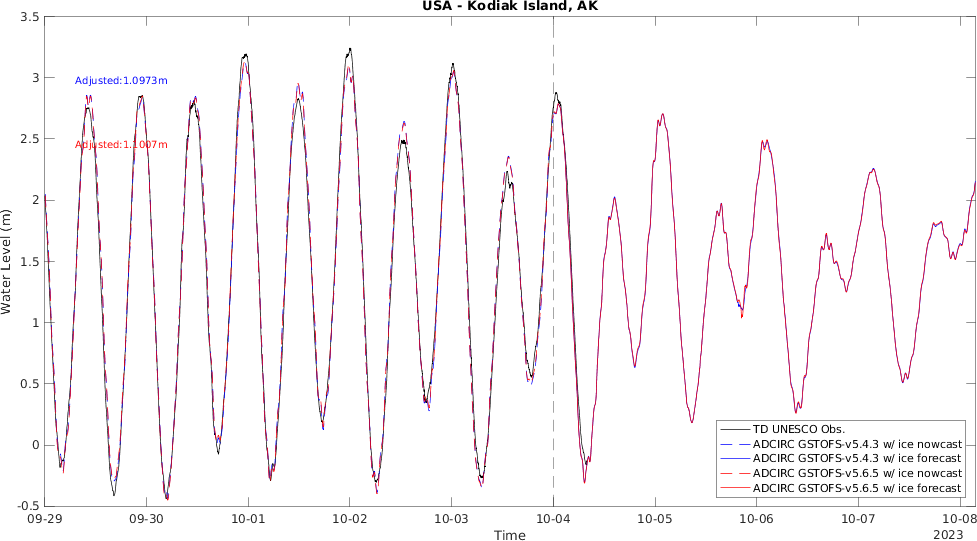 USA - Kodiak Island, AK
3.5
3
2.5
2
1.5
1
0.5
0
-0.5
Water Level (m)
Adjusted:1.0973m
Adjusted:1.1007m
TD UNESCO Obs.
ADCIRC GSTOFS-v5.4.3 w/ ice nowcast
ADCIRC GSTOFS-v5.4.3 w/ ice forecast
ADCIRC GSTOFS-v5.6.5 w/ ice nowcast
ADCIRC GSTOFS-v5.6.5 w/ ice forecast
09-29 09-30 10-01 10-02 10-03 10-04 10-05 10-06 10-07 10-08
Time
2023